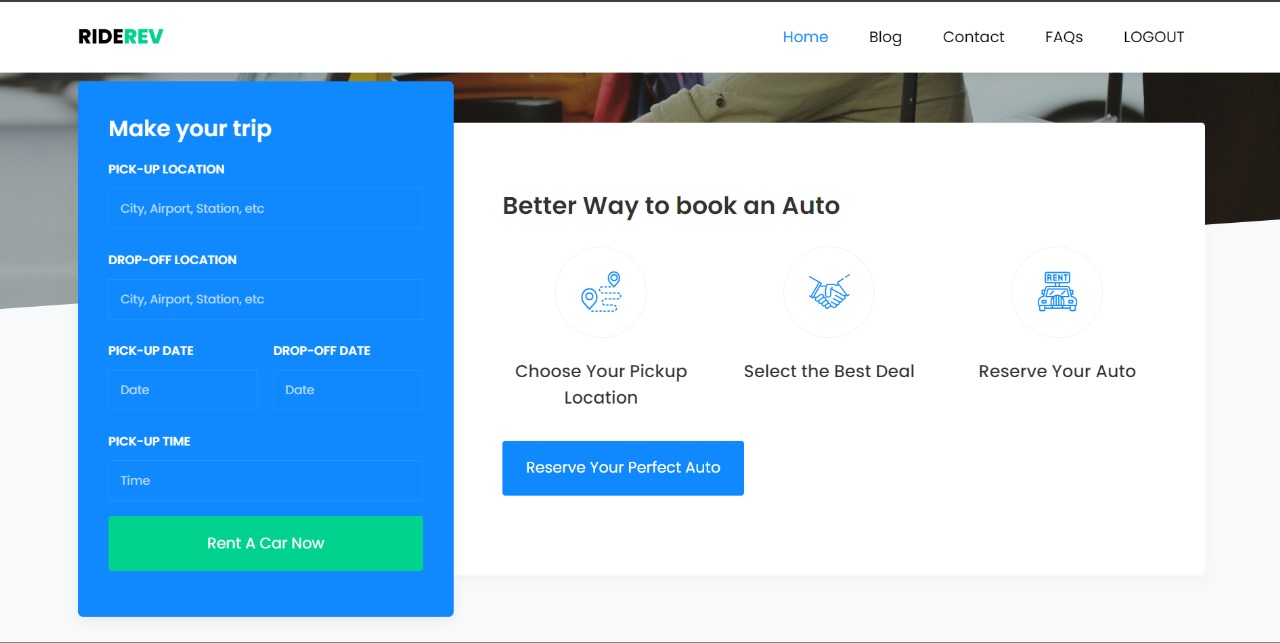 RIDEREV
Home Blog Contact FAQs LOGOUT
Make your trip
PICK-UP LOCATION
City, Airport, Station, etc
DROP-OFF LOCATION
City, Airport, Station, etc
PICK-UP DATE DROP-OFF DATE
Date Date
PICK-UP TIME
Time
Rent A Car Now
Better Way to book an Auto
RENT
Choose Your Pickup
Location
Select the Best Deal
Reserve Your Auto
Reserve Your Perfect Auto